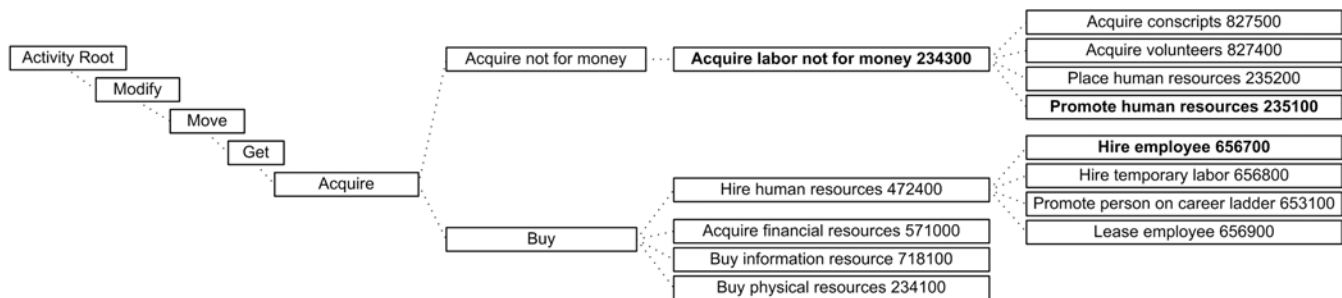 Acquire conscripts 827500
Activity Root
Acquire not for money
Acquire labor not for money 234300
Acquire volunteers 827400
Modify
Place human resources 235200
Move
Promote human resources 235100
Get
Hire employee 656700
Acquire
Hire human resources 472400
Hire temporary labor 656800
Promote person on career ladder 653100
Buy
Acquire financial resources 571000
Lease employee 656900
Buy information resource 718100
Buy physical resources 234100